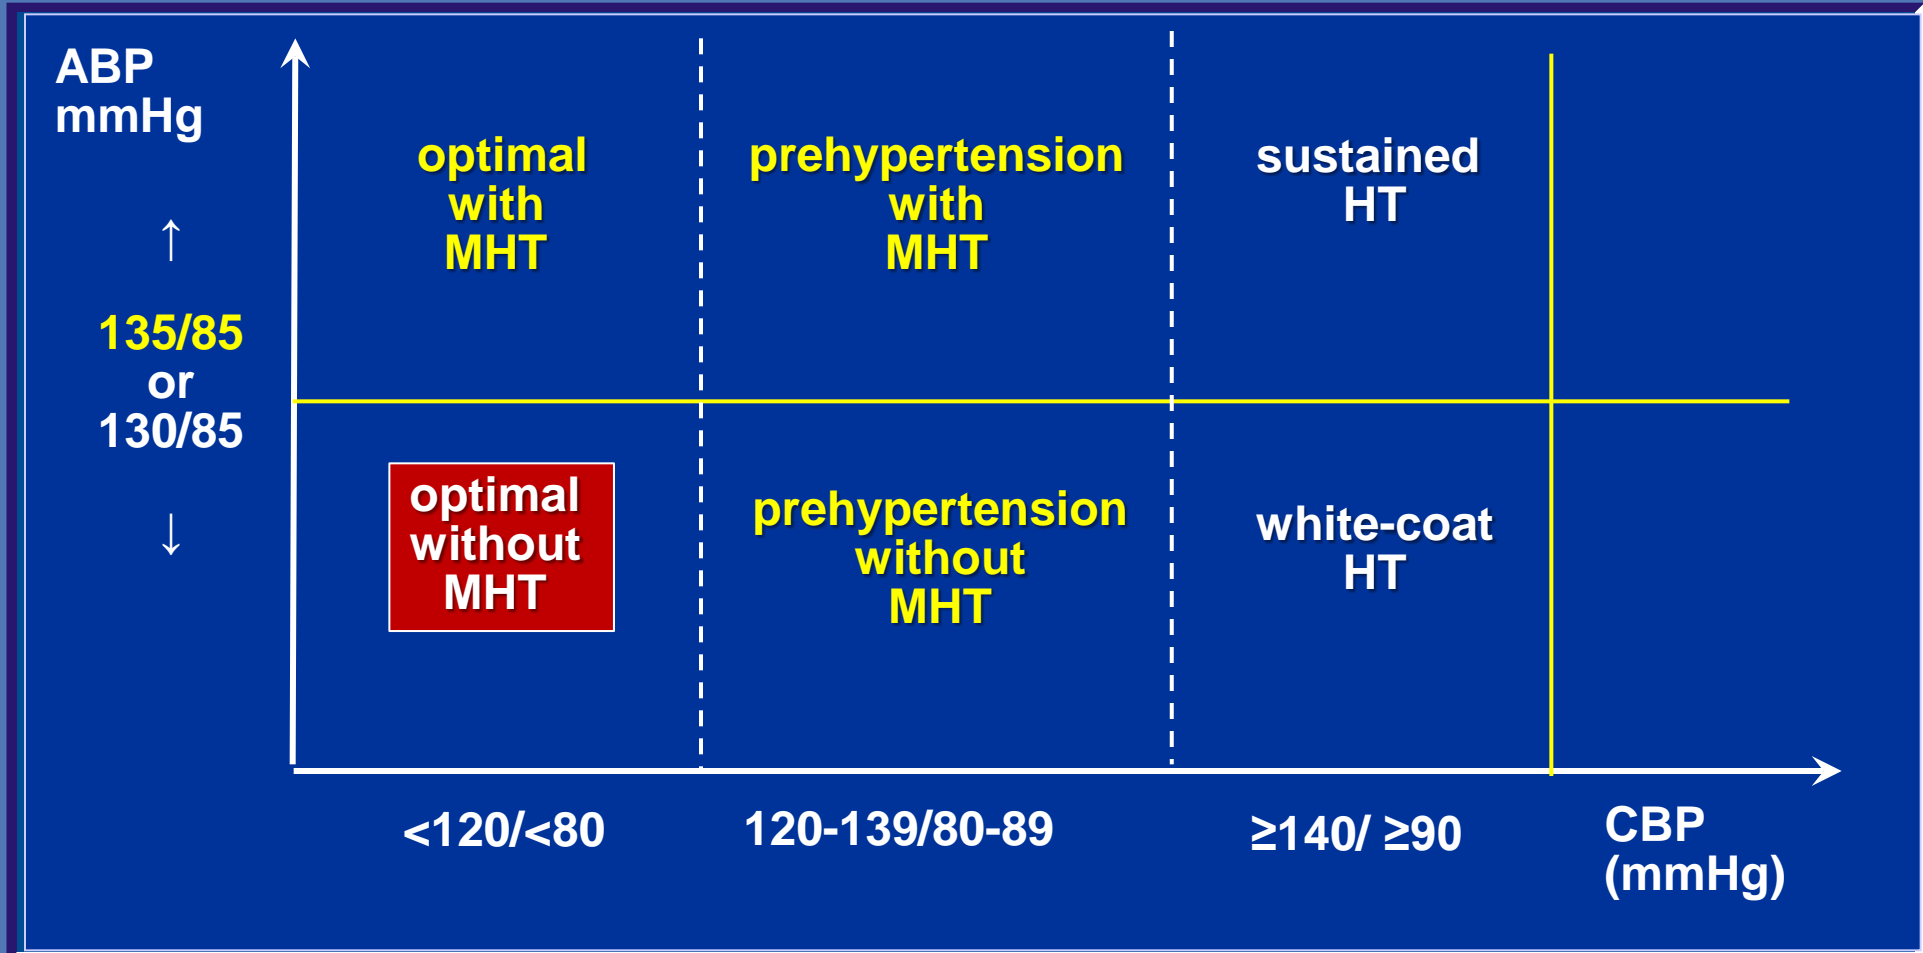 ABP
mmHg
↑
135/85
or
130/85
↓
optimal
with
MHT
prehypertension
with
MHT
sustained
HT
optimal
without
MHT
prehypertension
without
MHT
white-coat
HT
<120/<80
120-139/80-89
≥140/ ≥90
CBP
(mmHg)